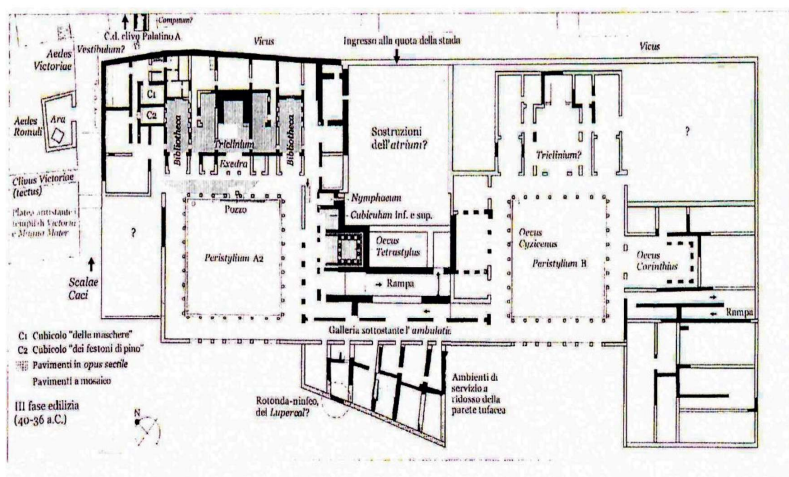 Compitum?
C.d. clivo Palatino A
Vestibulum?
Vicus
Ingresso alla quota della strada
Vicus
Aedes
Victoriae
Aedes
Romuli
Ara
C1
C2
Bibliotheca
Triclinium
Bibliotheca
Exedra
Sostruzioni
dell'atrium?
Triclinium?
?
Clivus Victoriae
(tectus)
Platea antistante i
templi di Victoria
e Magna Mater
?
Scalae
Caci
Pozzo
Peristylium A2
Nymphaeum
Cubiculum inf. e sup.
Oecus
Tetrastylus
Rampa
Oecus
Cyzicenus
Peristylium B
Oecus
Corinthius
Rampa
Galleria sottostante l'ambulatio
C1 Cubicolo "delle maschere"
C2 Cubicolo "dei festoni di pino"
Pavimenti in opus sectile
Pavimenti a mosaico
III fase edilizia
(40-36 a.C.)
N
Rotonda-ninfeo,
del Lupercal?
Ambienti di
servizio a
ridosso della
parete tufacea